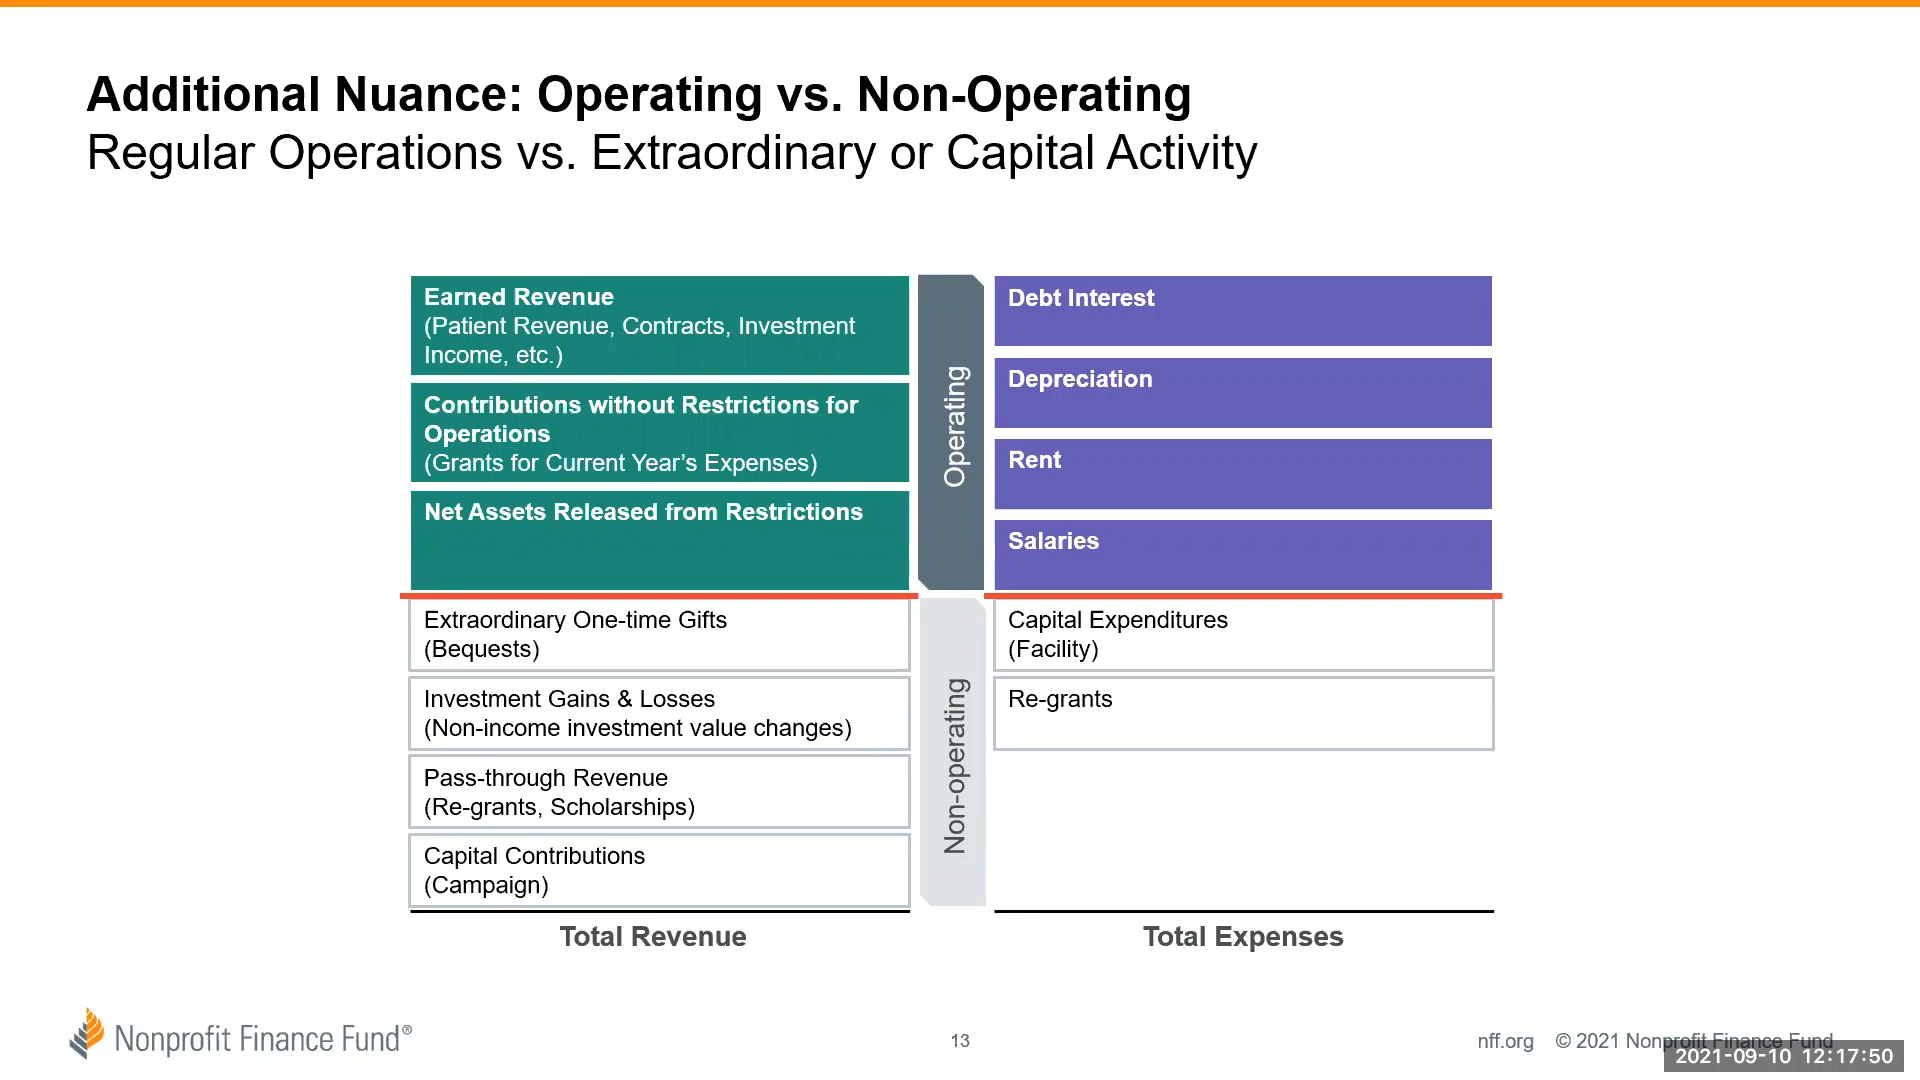 Additional Nuance: Operating vs. Non-Operating
Regular Operations vs. Extraordinary or Capital Activity
Earned Revenue
(Patient Revenue, Contracts, Investment
Income, etc.)
Contributions without Restrictions for
Operations
(Grants for Current Year’s Expenses)
Net Assets Released from Restrictions
Operating
Debt Interest
Depreciation
Rent
Salaries
Extraordinary One-time Gifts
(Bequests)
Investment Gains & Losses
(Non-income investment value changes)
Pass-through Revenue
(Re-grants, Scholarships)
Capital Contributions
(Campaign)
Non-operating
Capital Expenditures
(Facility)
Re-grants
Total Revenue
Total Expenses
Nonprofit Finance Fund®
13
nff.org © 2021 Nonprofit Finance Fund
2021-09-10 12:17:50